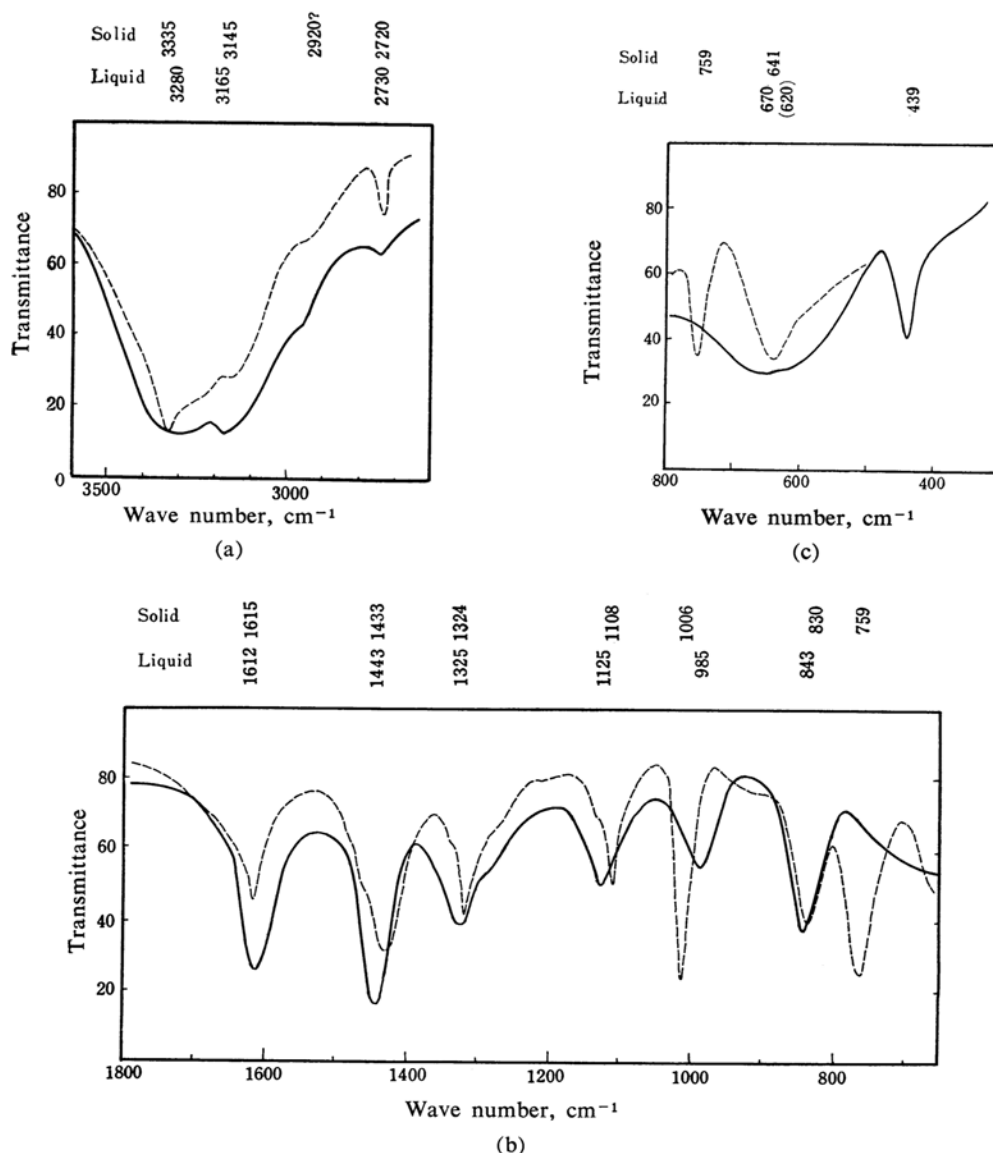 Solid 3335 3145 2920? 2720
Liquid 3280 3165 2730
Transmittance
80
60
40
20
0
3500 3000
Wave number, cm⁻¹
(a)
Solid 759 641
Liquid 670 (620) 439
Transmittance
80
60
40
20
800 600 400
Wave number, cm⁻¹
(c)
Solid 1615 1433 1324 1108 1006 830 759
Liquid 1612 1443 1325 1125 985 843
Transmittance
80
60
40
20
1800 1600 1400 1200 1000 800
Wave number, cm⁻¹
(b)